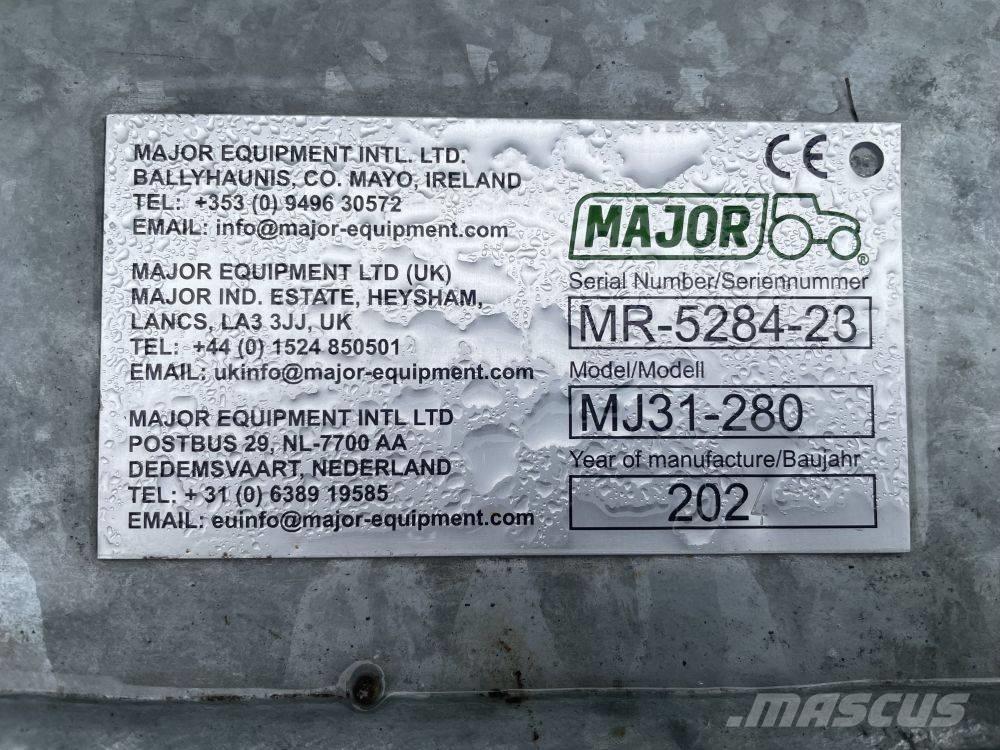 MAJOR EQUIPMENT INTL. LTD.
BALLYHAUNIS, CO. MAYO, IRELAND
TEL: +353 (0) 9496 30572
EMAIL: info@major-equipment.com
MAJOR EQUIPMENT LTD (UK)
MAJOR IND. ESTATE, HEYSHAM,
LANCS, LA3 3JJ, UK
TEL: +44 (0) 1524 850501
EMAIL: ukinfo@major-equipment.com
MAJOR EQUIPMENT INTL LTD
POSTBUS 29, NL-7700 AA
DEDEMSVAART, NEDERLAND
TEL: + 31 (0) 6389 19585
EMAIL: euinfo@major-equipment.com
CE
MAJOR ®
Serial Number/Seriennummer
MR-5284-23
Model/Modell
MJ31-280
Year of manufacture/Baujahr
2024
.MASCUS